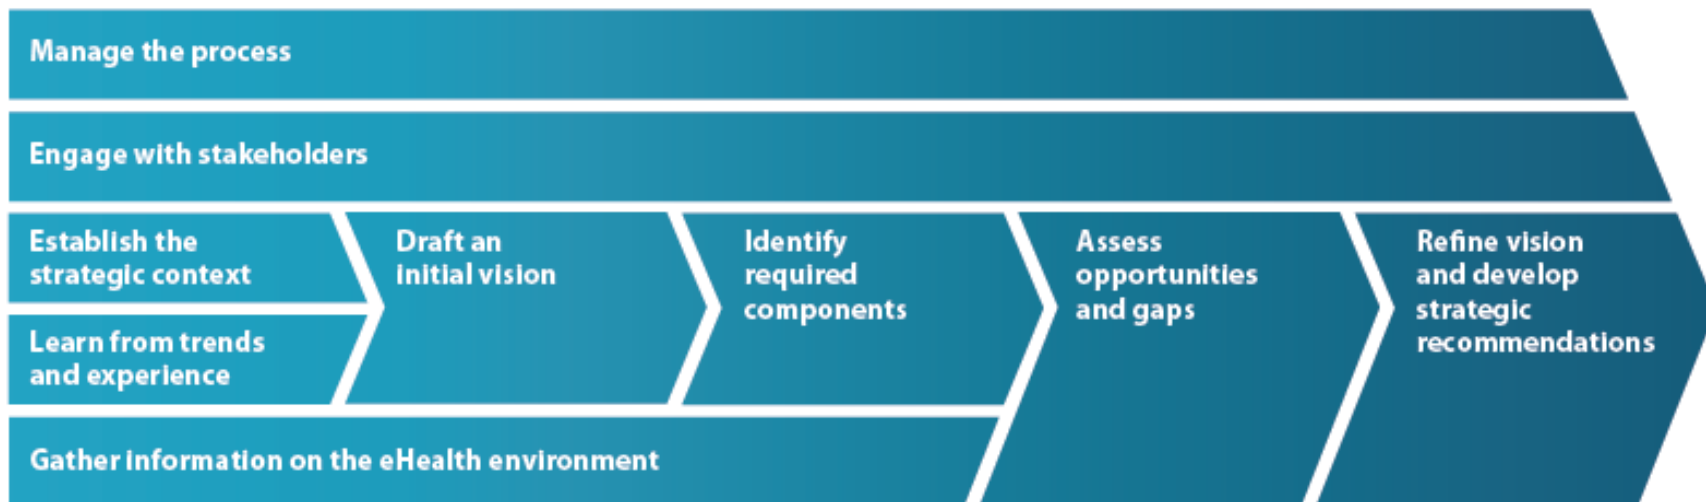 Manage the process
Engage with stakeholders
Establish the
strategic context
Learn from trends
and experience
Draft an
initial vision
Identify
required
components
Assess
opportunities
and gaps
Refine vision
and develop
strategic
recommendations
Gather information on the eHealth environment